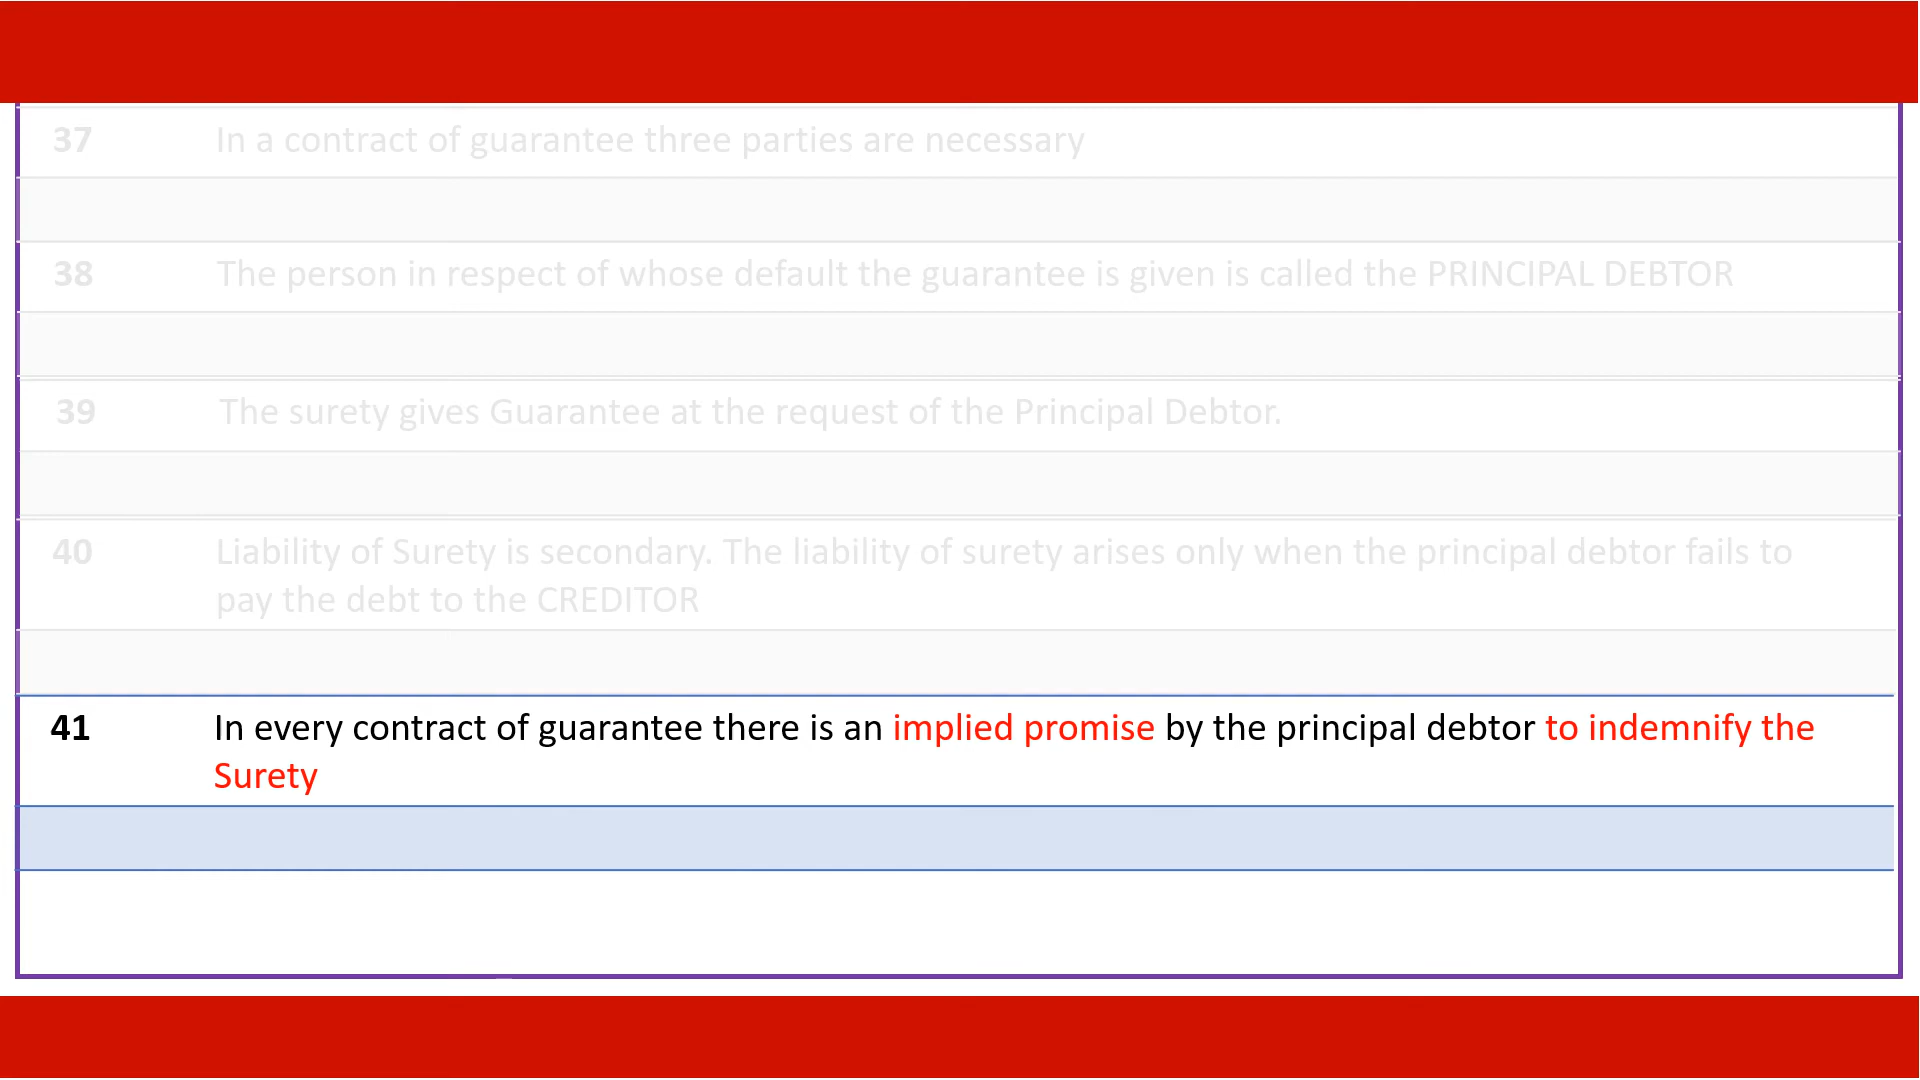 37 In a contract of guarantee three parties are necessary
38 The person in respect of whose default the guarantee is given is called the PRINCIPAL DEBTOR
39 The surety gives Guarantee at the request of the Principal Debtor.
40 Liability of Surety is secondary. The liability of surety arises only when the principal debtor fails to
pay the debt to the CREDITOR
41 In every contract of guarantee there is an implied promise by the principal debtor to indemnify the
Surety